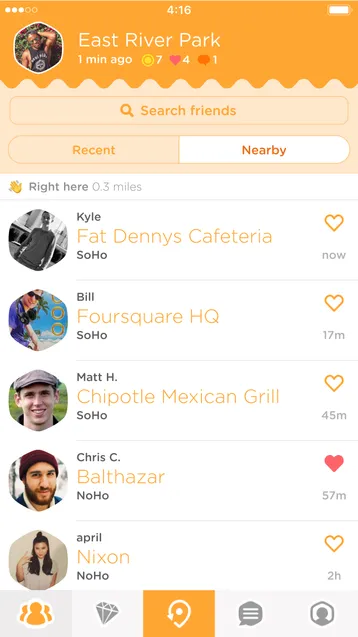 4:16
East River Park
1 min ago 7 4 1
Search friends
Recent Nearby
Right here 0.3 miles
Kyle
Fat Dennys Cafeteria
SoHo now
Bill
Foursquare HQ
SoHo 17m
Matt H.
Chipotle Mexican Grill
SoHo 45m
Chris C.
Balthazar
NoHo 57m
april
Nixon
NoHo 2h